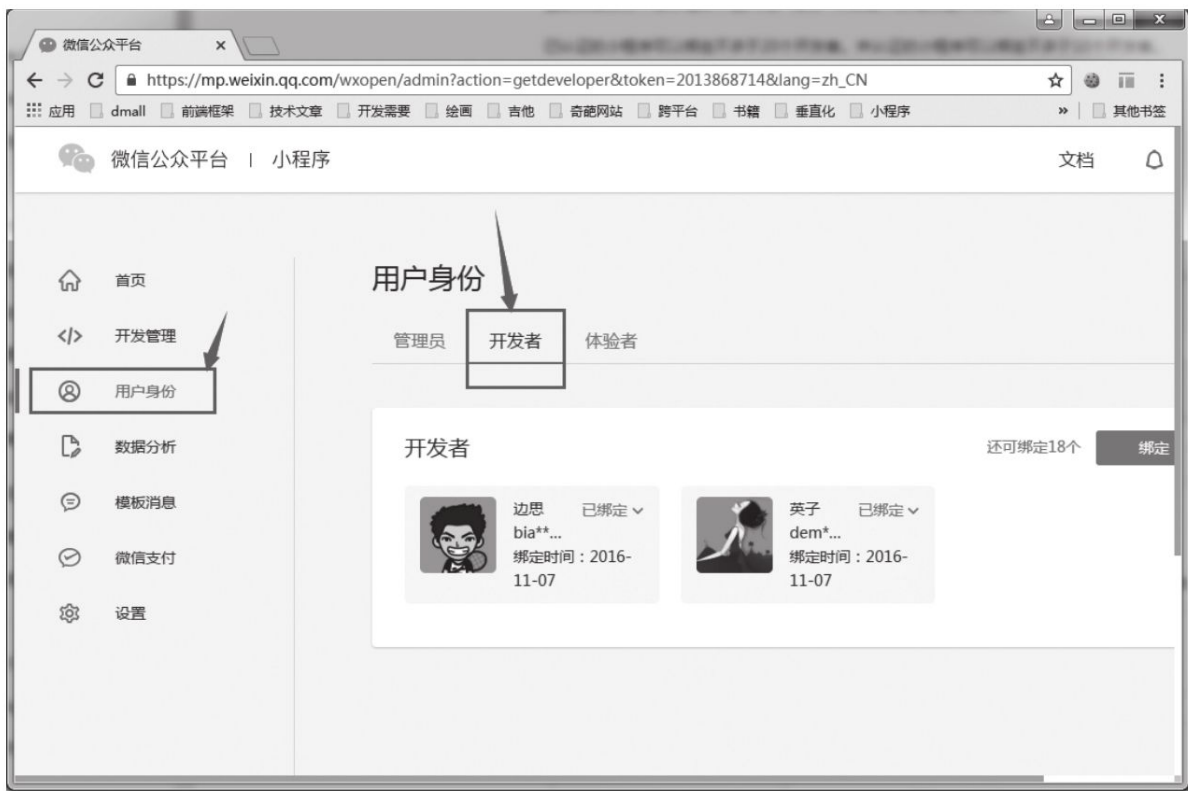 微信公众平台
https://mp.weixin.qq.com/wxopen/admin?action=getdeveloper&token=2013868714&lang=zh_CN
应用 dmall 前端框架 技术文章 开发需要 绘画 吉他 奇葩网站 跨平台 书籍 垂直化 小程序 » 其他书签
微信公众平台 | 小程序 文档
首页
开发管理
用户身份
数据分析
模板消息
微信支付
设置
用户身份
管理员 开发者 体验者
开发者 还可绑定18个 绑定
边思 已绑定
bia**...
绑定时间：2016-
11-07
英子 已绑定
dem*...
绑定时间：2016-
11-07